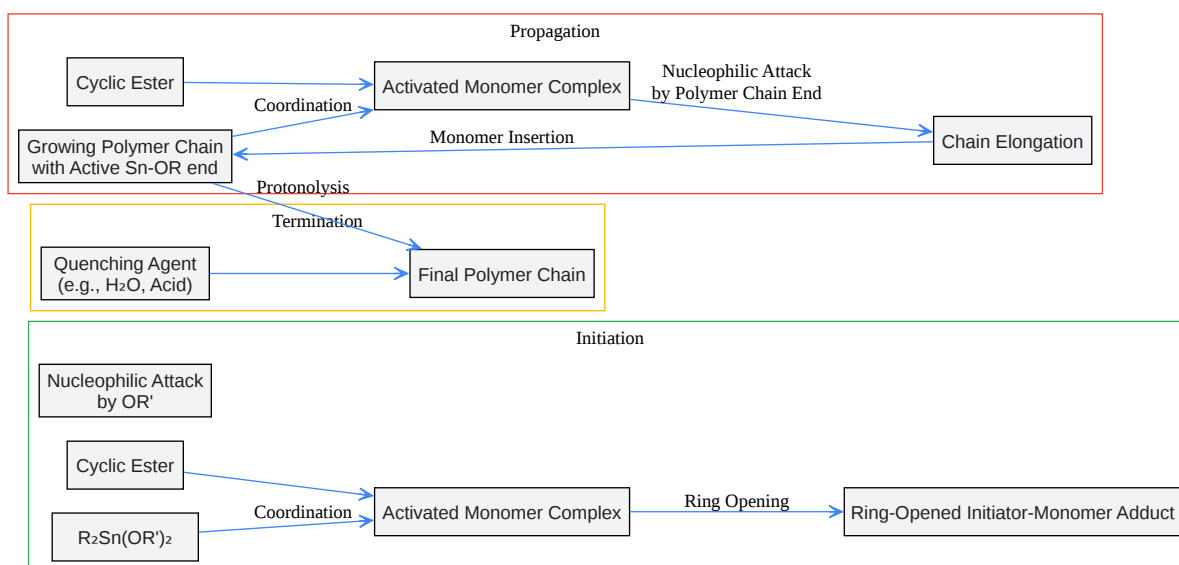 Propagation
Cyclic Ester
Activated Monomer Complex
Nucleophilic Attack
by Polymer Chain End
Coordination
Growing Polymer Chain
with Active Sn-OR end
Monomer Insertion
Chain Elongation
Protonolysis
Termination
Quenching Agent
(e.g., H₂O, Acid)
Final Polymer Chain
Initiation
Nucleophilic Attack
by OR'
Cyclic Ester
Coordination
R₂Sn(OR')₂
Activated Monomer Complex
Ring Opening
Ring-Opened Initiator-Monomer Adduct